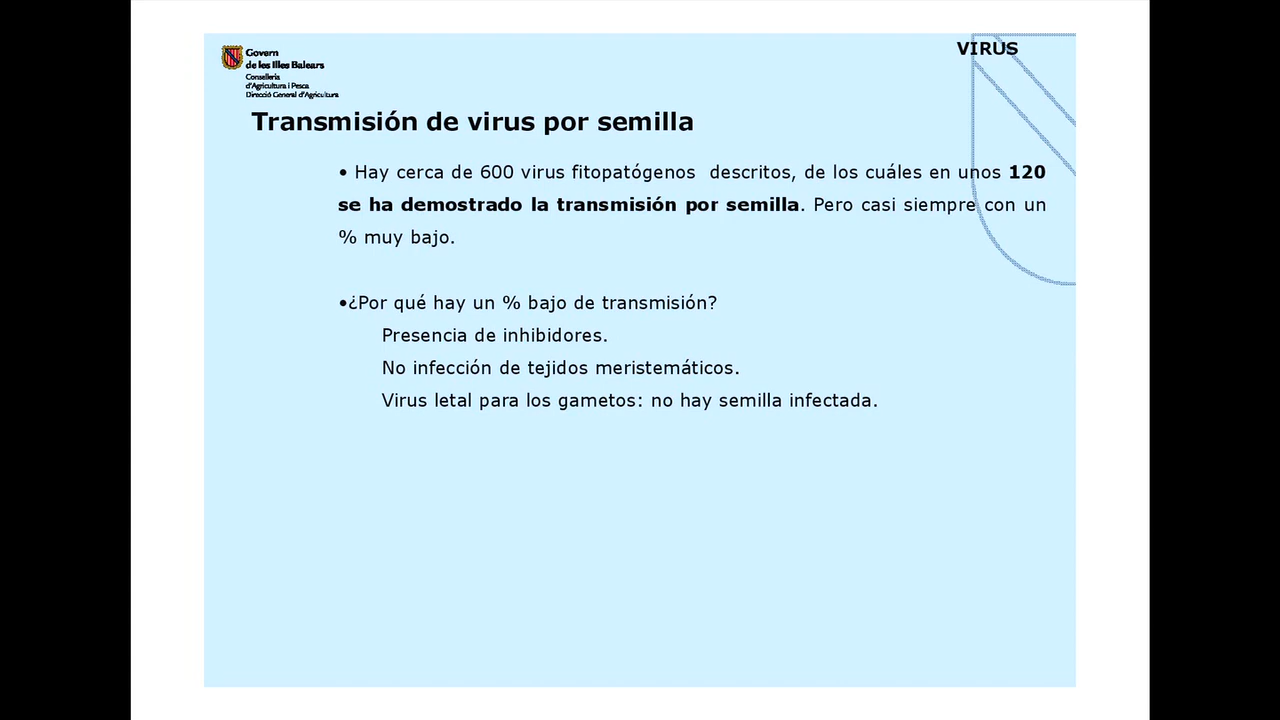 VIRUS
Govern
de les Illes Balears
Conselleria
d'Agricultura i Pesca
Direcció General d'Agricultura
Transmisión de virus por semilla
• Hay cerca de 600 virus fitopatógenos descritos, de los cuáles en unos 120
se ha demostrado la transmisión por semilla. Pero casi siempre con un
% muy bajo.
•¿Por qué hay un % bajo de transmisión?
Presencia de inhibidores.
No infección de tejidos meristemáticos.
Virus letal para los gametos: no hay semilla infectada.